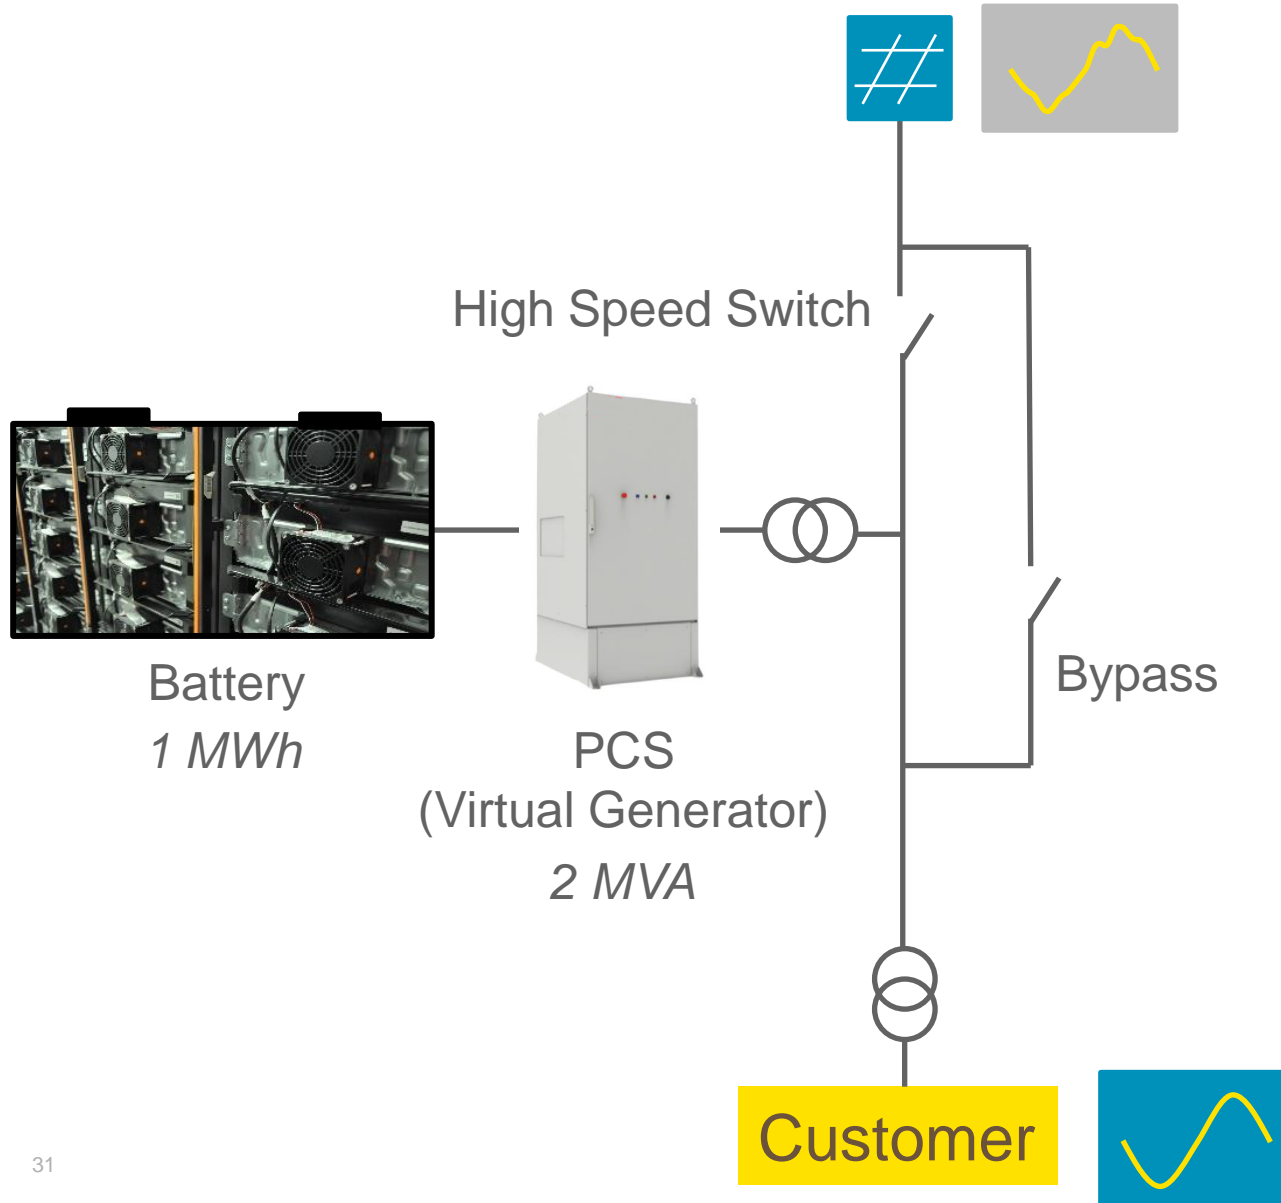 High Speed Switch
Battery
1 MWh
PCS
(Virtual Generator)
2 MVA
Bypass
Customer
31